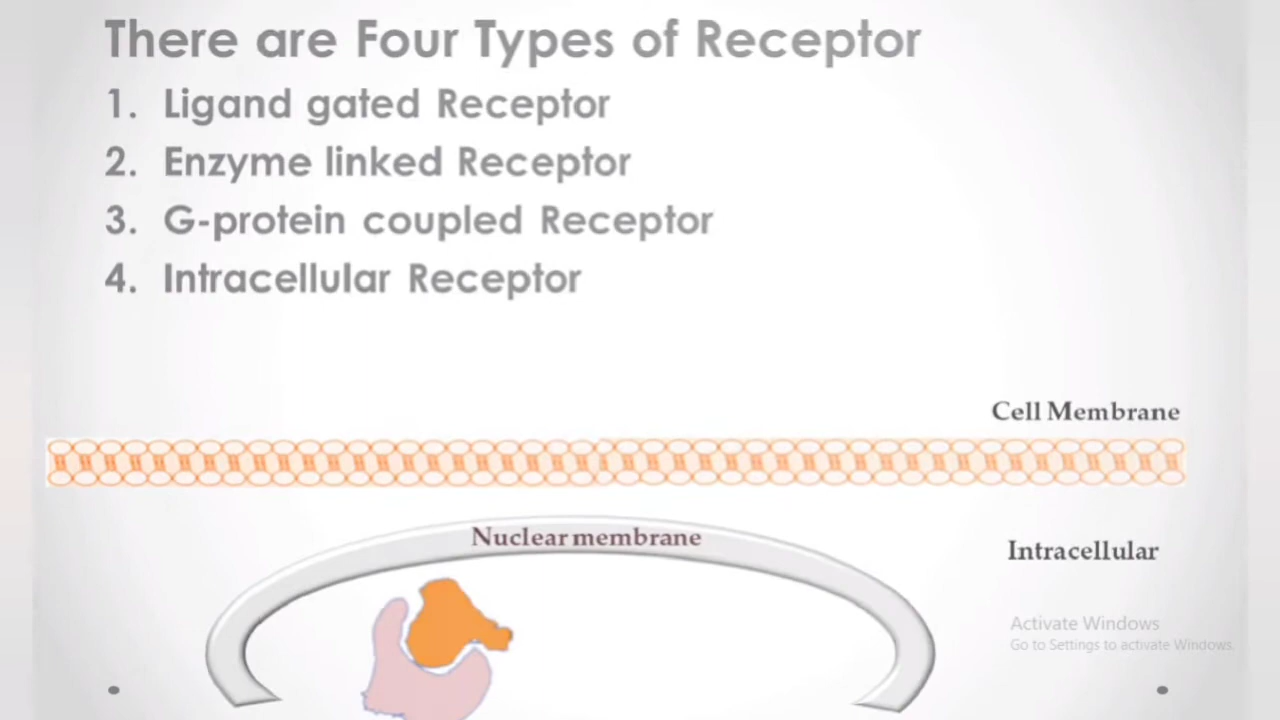 There are Four Types of Receptor
1. Ligand gated Receptor
2. Enzyme linked Receptor
3. G-protein coupled Receptor
4. Intracellular Receptor
Cell Membrane
Nuclear membrane
Intracellular
Activate Windows
Go to Settings to activate Windows.